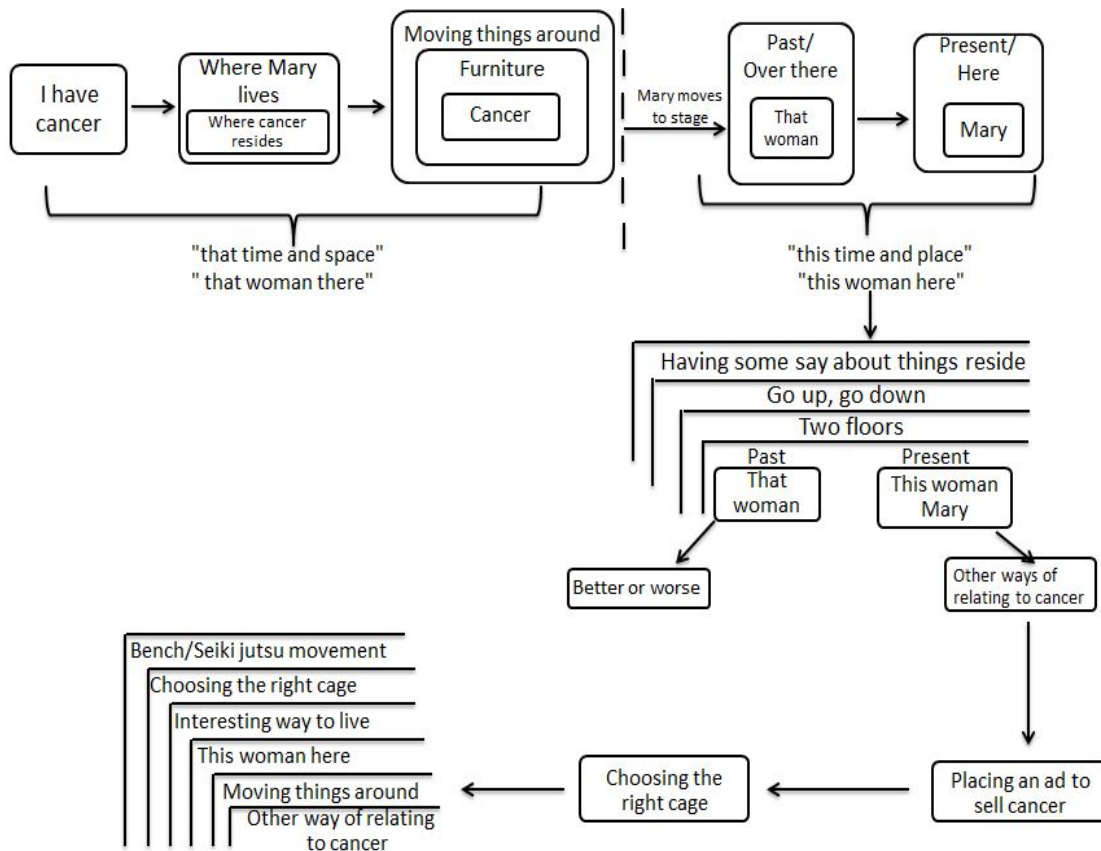 I have
cancer
Where Mary
lives
Where cancer
resides
Moving things around
Furniture
Cancer
Mary moves
to stage
Past/
Over there
That
woman
Present/
Here
Mary
"that time and space"
" that woman there"
"this time and place"
"this woman here"
Having some say about things reside
Go up, go down
Two floors
Past
That
woman
Present
This woman
Mary
Better or worse
Other ways of
relating to cancer
Placing an ad to
sell cancer
Choosing the
right cage
Bench/Seiki jutsu movement
Choosing the right cage
Interesting way to live
This woman here
Moving things around
Other way of relating
to cancer